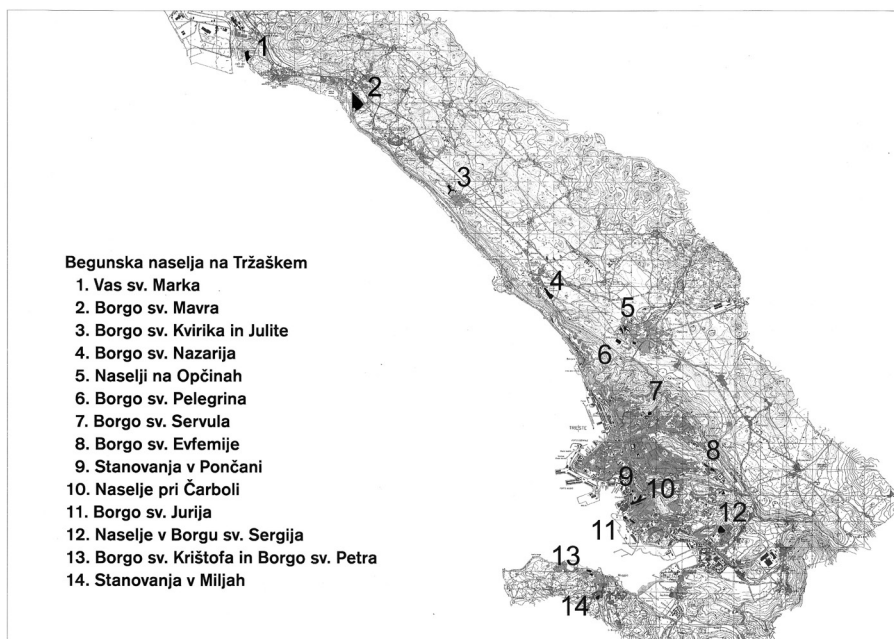 1
2
3
4
5
6
7
8
9
10
11
12
13
14
TRIESTE
Begunska naselja na Tržaškem
1. Vas sv. Marka
2. Borgo sv. Mavra
3. Borgo sv. Kvirika in Julite
4. Borgo sv. Nazarija
5. Naselji na Opčinah
6. Borgo sv. Pelegrina
7. Borgo sv. Servula
8. Borgo sv. Evfemije
9. Stanovanja v Pončani
10. Naselje pri Čarboli
11. Borgo sv. Jurija
12. Naselje v Borgu sv. Sergija
13. Borgo sv. Krištofa in Borgo sv. Petra
14. Stanovanja v Miljah